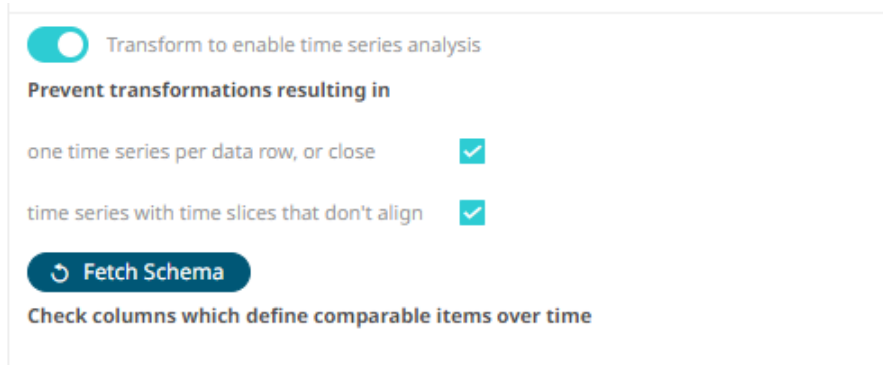 Transform to enable time series analysis
Prevent transformations resulting in
one time series per data row, or close
time series with time slices that don't align
Fetch Schema
Check columns which define comparable items over time